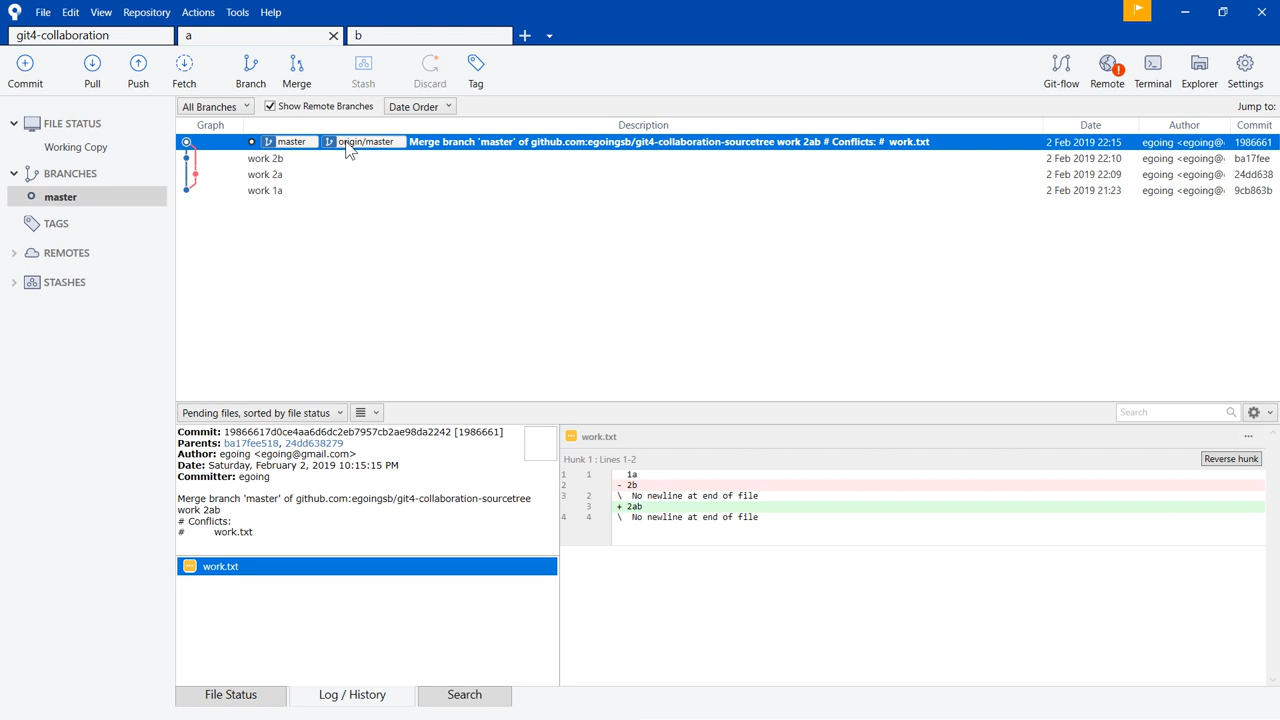 File Edit View Repository Actions Tools Help
git4-collaboration a b
Commit Pull Push Fetch Branch Merge Stash Discard Tag Git-flow Remote Terminal Explorer Settings
All Branches Show Remote Branches Date Order Jump to:
Graph Description Date Author Commit
master origin/master Merge branch 'master' of github.com:egoingsb/git4-collaboration-sourcetree work 2ab # Conflicts: # work.txt 2 Feb 2019 22:15 egoing <egoing@ 1986661
work 2b 2 Feb 2019 22:10 egoing <egoing@ ba17fee
work 2a 2 Feb 2019 22:09 egoing <egoing@ 24dd638
work 1a 2 Feb 2019 21:23 egoing <egoing@ 9cb863b
FILE STATUS
Working Copy
BRANCHES
master
TAGS
REMOTES
STASHES
Pending files, sorted by file status Search
Commit: 19866617d0ce4aa6d6dc2eb7957cb2ae98da2242 [1986661]
Parents: ba17fee518, 24dd638279
Author: egoing <egoing@gmail.com>
Date: Saturday, February 2, 2019 10:15:15 PM
Committer: egoing
Merge branch 'master' of github.com:egoingsb/git4-collaboration-sourcetree
work 2ab
# Conflicts:
# work.txt
work.txt
work.txt
Hunk 1 : Lines 1-2 Reverse hunk
1 1 1a
2 - 2b
3 2 \ No newline at end of file
3 + 2ab
4 4 \ No newline at end of file
File Status Log / History Search